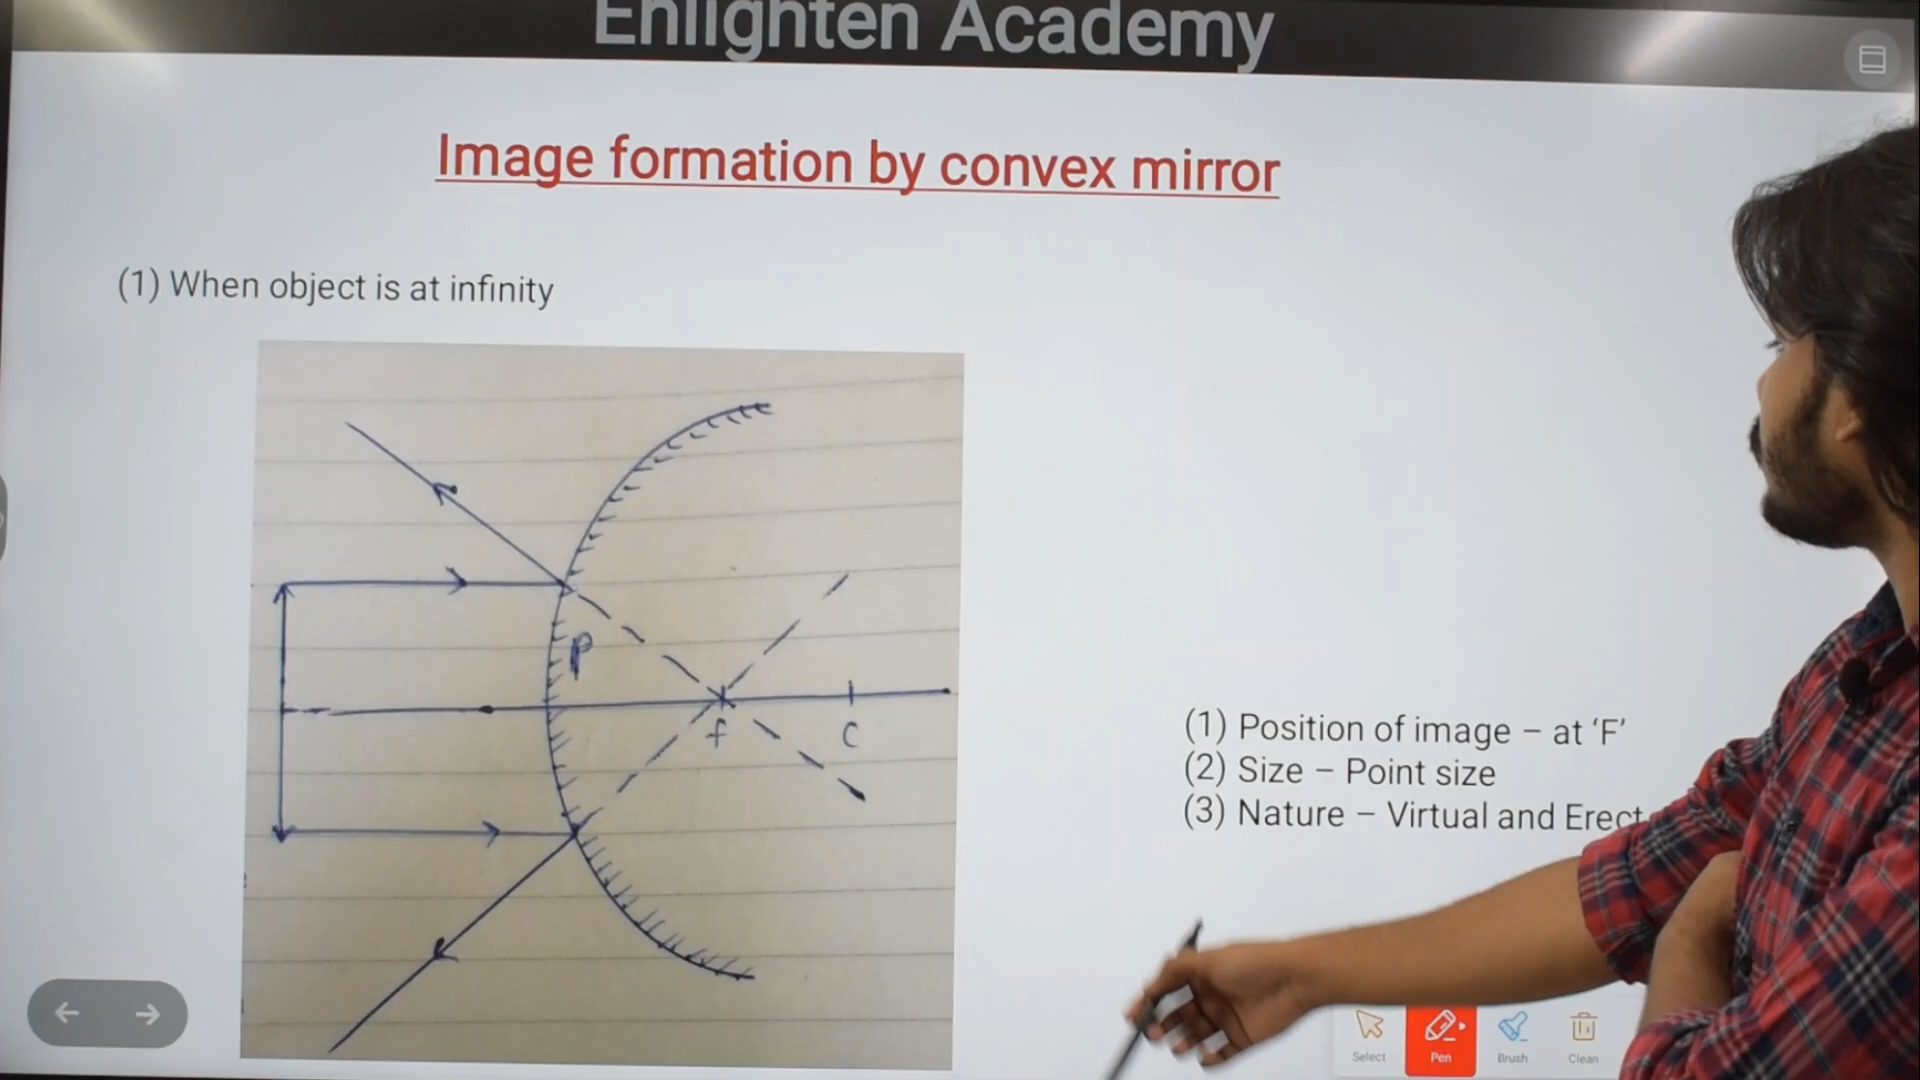 Enlighten Academy
Image formation by convex mirror
(1) When object is at infinity
P
f
C
(1) Position of image – at ‘F’
(2) Size – Point size
(3) Nature – Virtual and Erect
Select
Pen
Brush
Clean